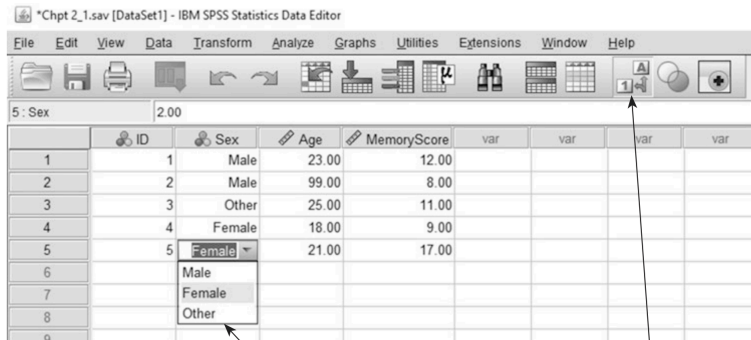 *Chpt 2_1.sav [DataSet1] - IBM SPSS Statistics Data Editor
File Edit View Data Transform Analyze Graphs Utilities Extensions Window Help
A
1
μ
5 : Sex 2.00
ID Sex Age MemoryScore var var var var
1 1 Male 23.00 12.00
2 2 Male 99.00 8.00
3 3 Other 25.00 11.00
4 4 Female 18.00 9.00
5 5 Female 21.00 17.00
6 Male
7 Female
8 Other
9